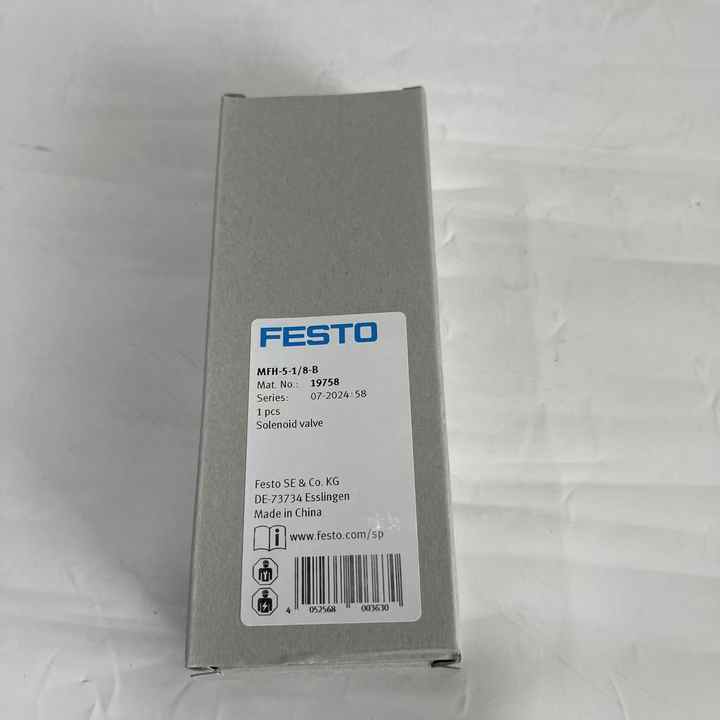 FESTO
MFH-5-1/8-B
Mat. No.: 19758
Series: 07-2024:58
1 pcs
Solenoid valve
Festo SE & Co. KG
DE-73734 Esslingen
Made in China
www.festo.com/sp
4 052568 003630